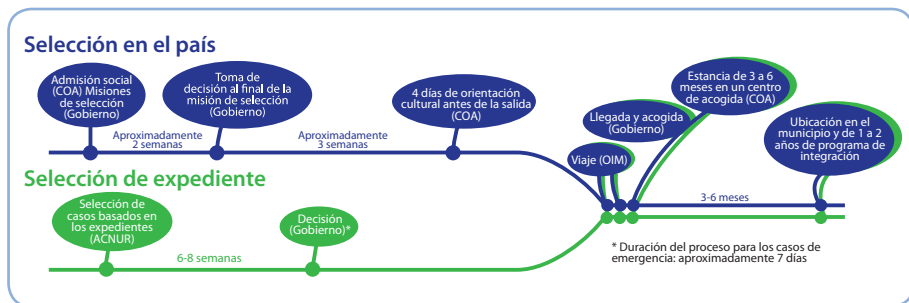 Selección en el país
Admisión social
(COA) Misiones
de selección
(Gobierno)
Aproximadamente
2 semanas
Toma de
decisión al final de la
misión de selección
(Gobierno)
Aproximadamente
3 semanas
4 días de orientación
cultural antes de la salida
(COA)
Viaje (OIM)
Llegada y acogida
(Gobierno)
Estancia de 3 a 6
meses en un centro
de acogida (COA)
3-6 meses
Ubicación en el
municipio y de 1 a 2
años de programa de
integración
Selección de expediente
Selección de
casos basados en
los expedientes
(ACNUR)
6-8 semanas
Decisión
(Gobierno)*
* Duración del proceso para los casos de
emergencia: aproximadamente 7 días